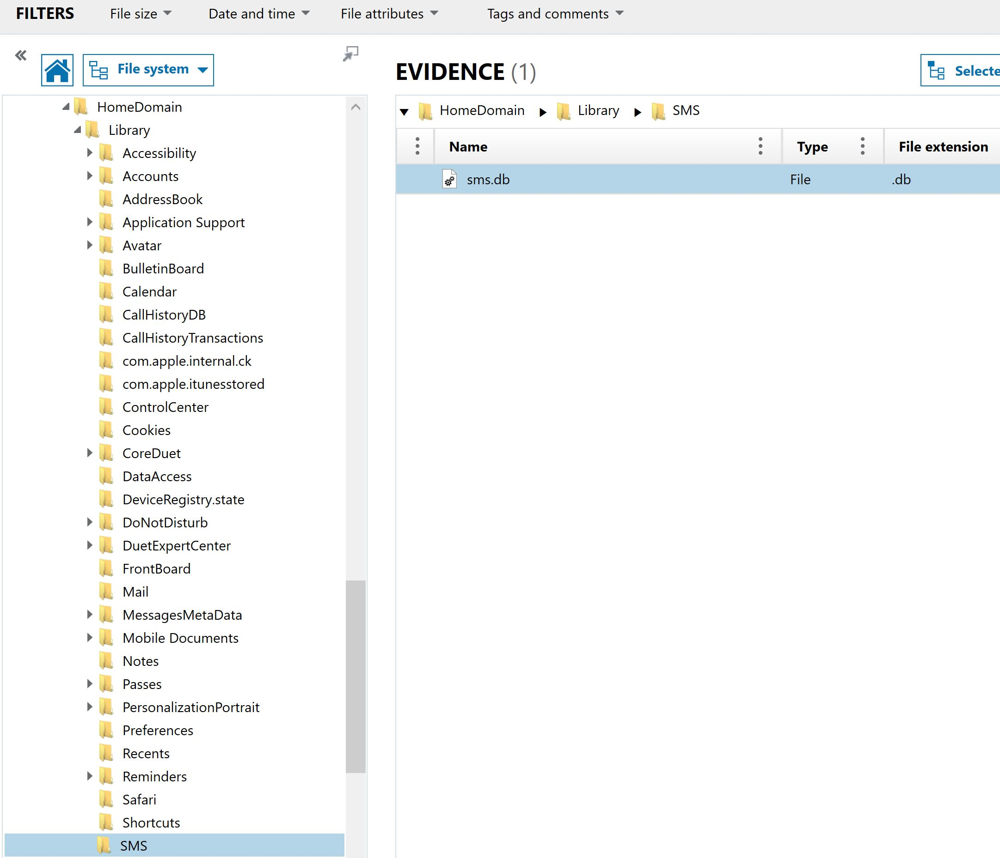 FILTERS File size Date and time File attributes Tags and comments
File system
HomeDomain
Library
Accessibility
Accounts
AddressBook
Application Support
Avatar
BulletinBoard
Calendar
CallHistoryDB
CallHistoryTransactions
com.apple.internal.ck
com.apple.itunesstored
ControlCenter
Cookies
CoreDuet
DataAccess
DeviceRegistry.state
DoNotDisturb
DuetExpertCenter
FrontBoard
Mail
MessagesMetaData
Mobile Documents
Notes
Passes
PersonalizationPortrait
Preferences
Recents
Reminders
Safari
Shortcuts
SMS
EVIDENCE (1)
HomeDomain Library SMS
Name Type File extension
sms.db File .db